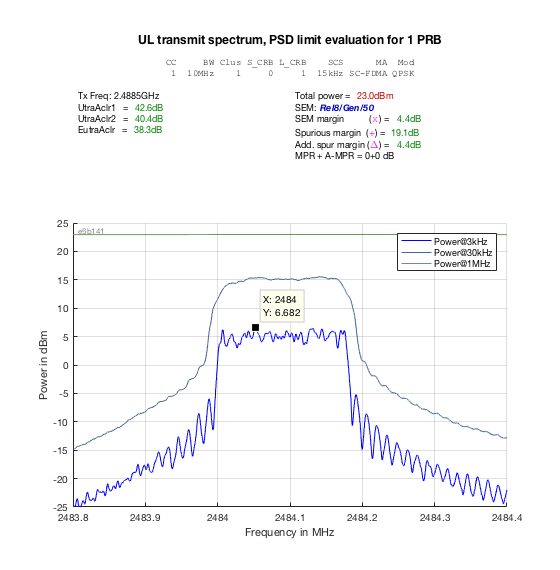 UL transmit spectrum, PSD limit evaluation for 1 PRB
CC BW Clus S_CRB L_CRB SCS MA Mod
1 10MHz 1 0 1 15kHz SC-FDMA QPSK
Tx Freq: 2.4885GHz
UtraAclr1 = 42.6dB
UtraAclr2 = 40.4dB
EutraAclr = 38.3dB
Total power = 23.0dBm
SEM: Rel8/Gen/50
SEM margin (x) = 4.4dB
Spurious margin (+) = 19.1dB
Add. spur margin (Δ) = 4.4dB
MPR + A-MPR = 0+0 dB
25
20
15
10
5
0
-5
-10
-15
-20
-25
Power in dBm
Power@3kHz
Power@30kHz
Power@1MHz
X: 2484
Y: 6.682
2483.8 2483.9 2484 2484.1 2484.2 2484.3 2484.4
Frequency in MHz